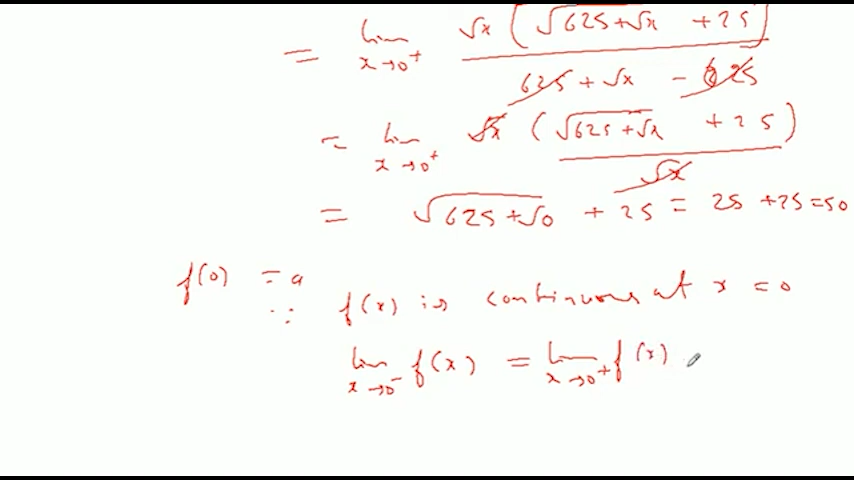 = lim x→0⁺ √x (√625+√x + 25) / 625 + √x - 625
= lim x→0⁺ √x (√625+√x + 25) / √x
= √625+√0 + 25 = 25 + 25 = 50
f(0) = a
∵ f(x) is continuous at x = 0
lim x→0⁻ f(x) = lim x→0⁺ f(x)